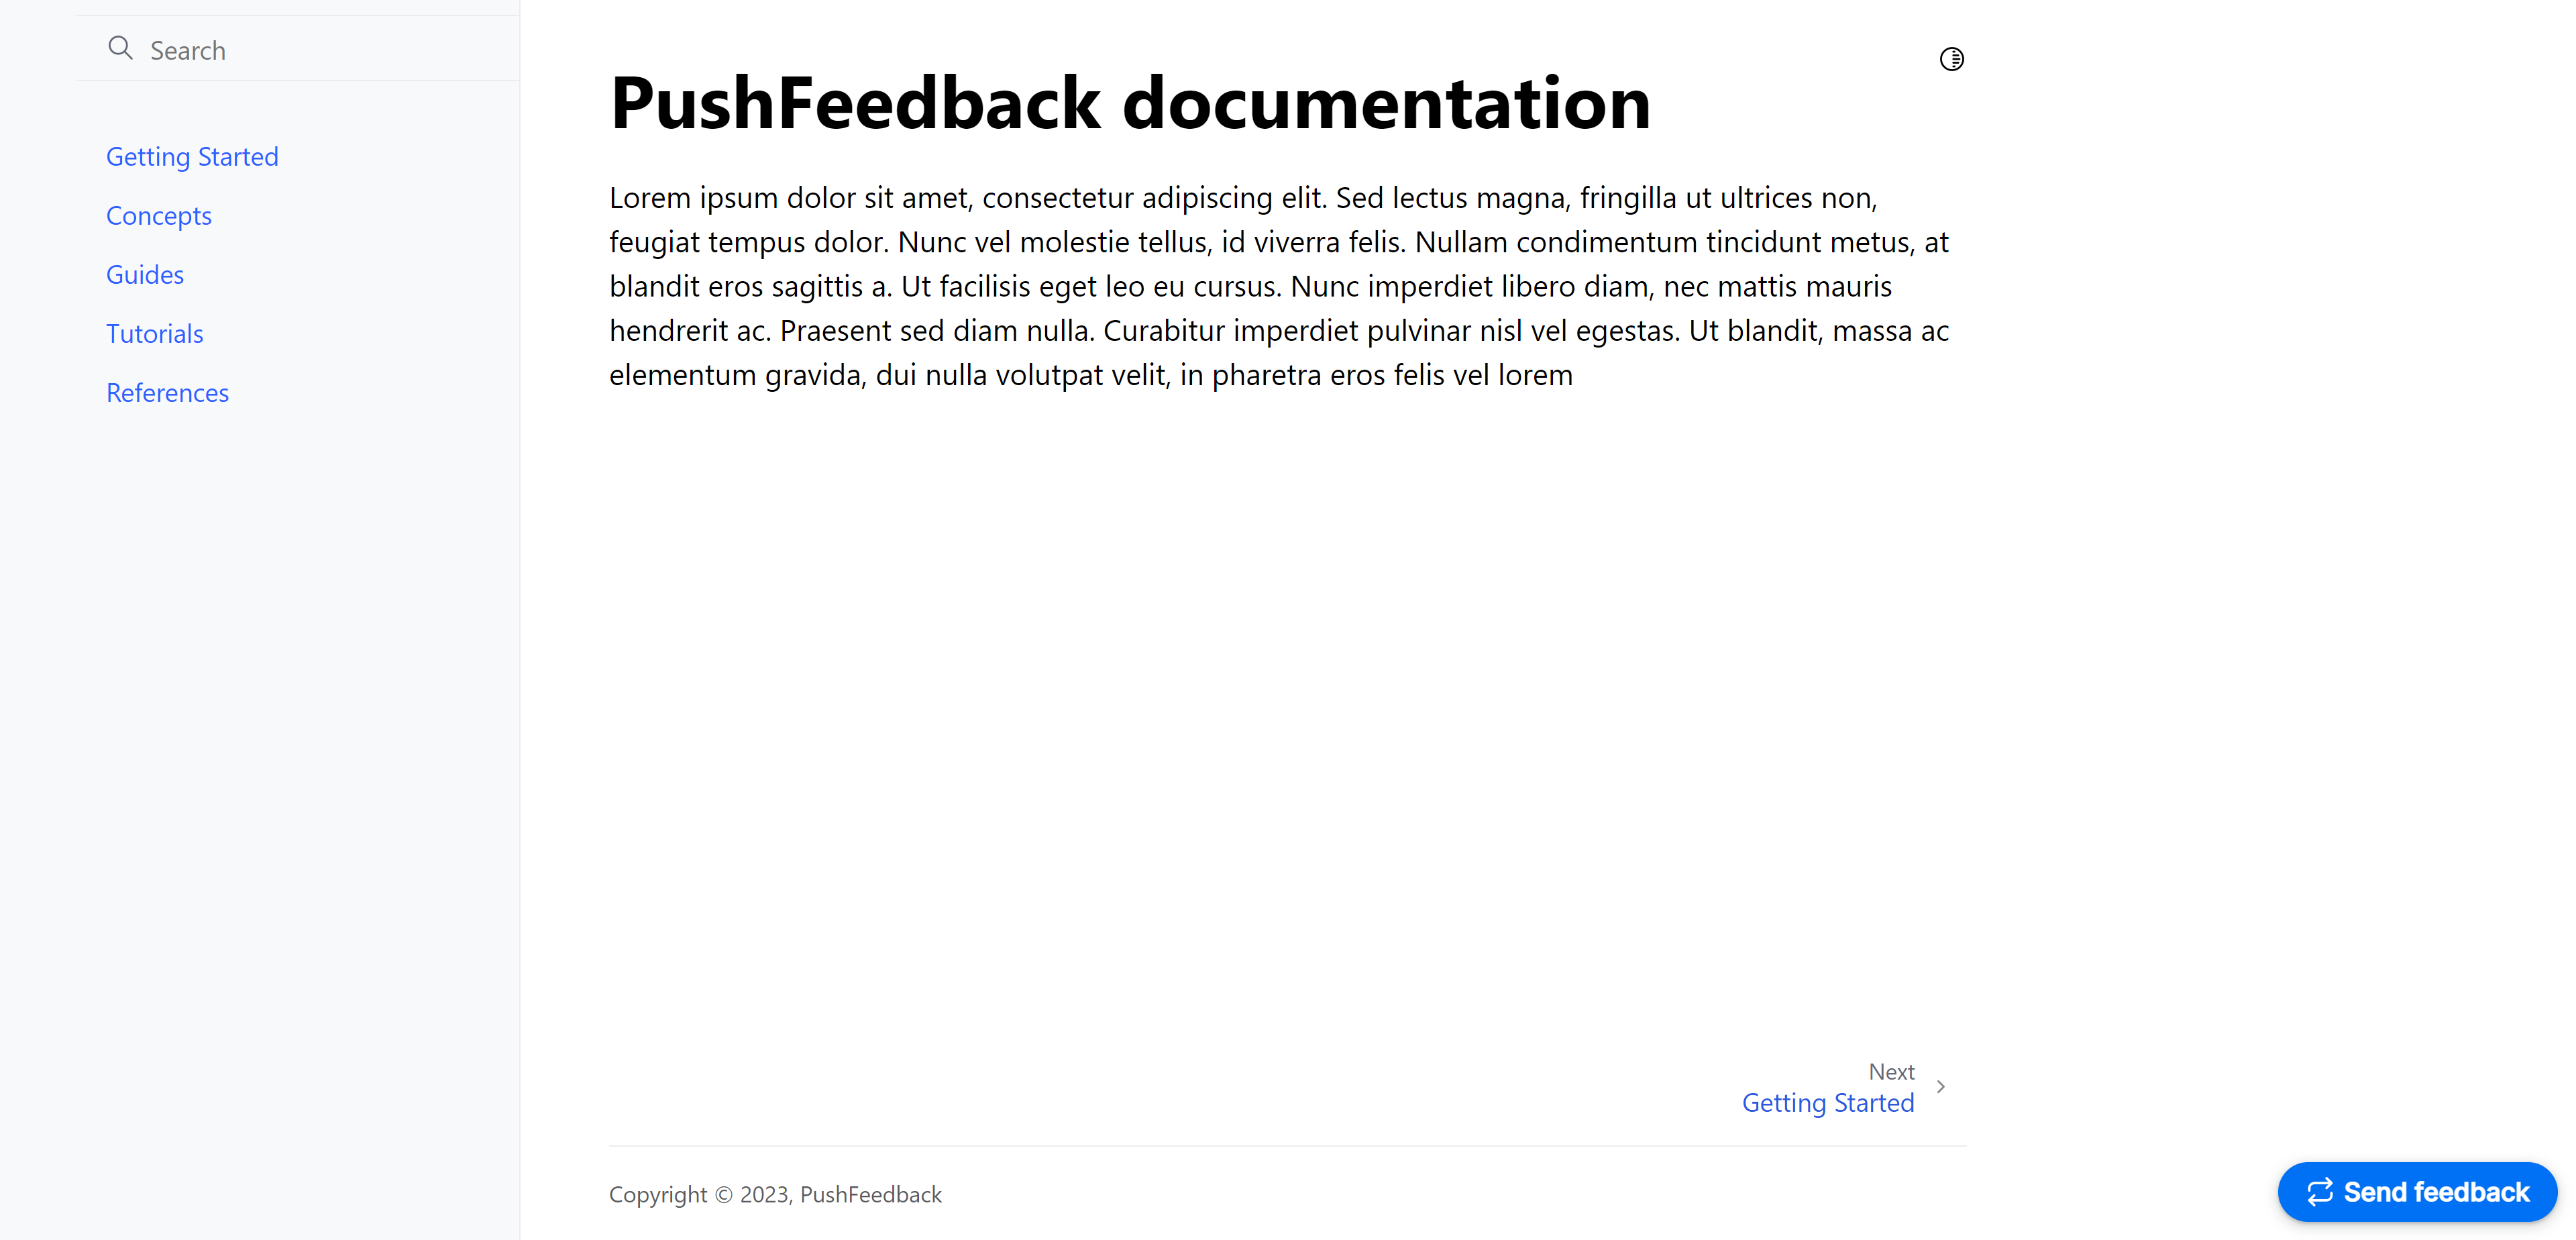 Search
Getting Started
Concepts
Guides
Tutorials
References
PushFeedback documentation
Lorem ipsum dolor sit amet, consectetur adipiscing elit. Sed lectus magna, fringilla ut ultrices non,
feugiat tempus dolor. Nunc vel molestie tellus, id viverra felis. Nullam condimentum tincidunt metus, at
blandit eros sagittis a. Ut facilisis eget leo eu cursus. Nunc imperdiet libero diam, nec mattis mauris
hendrerit ac. Praesent sed diam nulla. Curabitur imperdiet pulvinar nisl vel egestas. Ut blandit, massa ac
elementum gravida, dui nulla volutpat velit, in pharetra eros felis vel lorem
Next
Getting Started
Copyright © 2023, PushFeedback
Send feedback